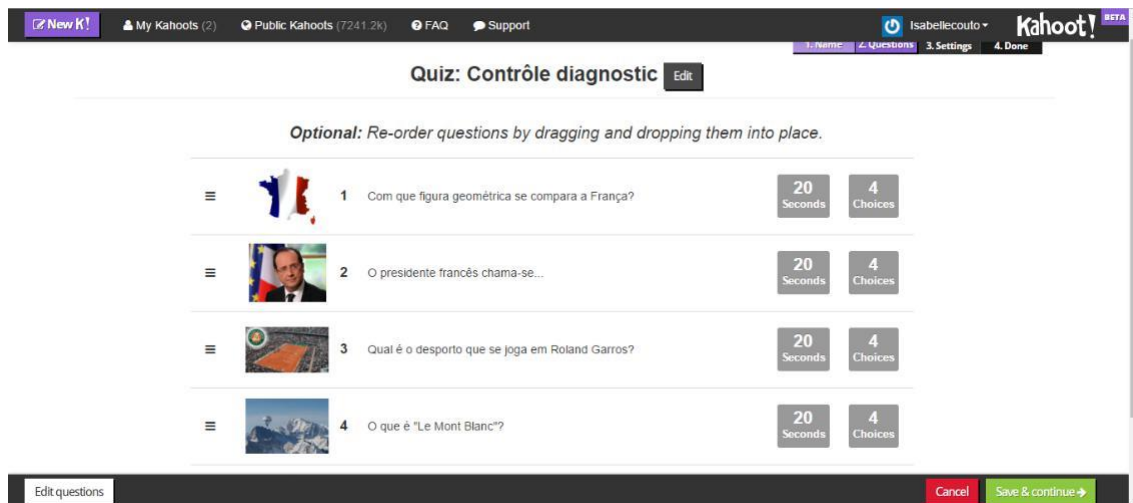 New K! My Kahoots (2) Public Kahoots (7241.2k) FAQ Support Isabellecouto Kahoot! BETA
1. Name 2. Questions 3. Settings 4. Done
Quiz: Contrôle diagnostic Edit
Optional: Re-order questions by dragging and dropping them into place.
1 Com que figura geométrica se compara a França? 20 Seconds 4 Choices
2 O presidente francês chama-se... 20 Seconds 4 Choices
3 Qual é o desporto que se joga em Roland Garros? 20 Seconds 4 Choices
4 O que é "Le Mont Blanc"? 20 Seconds 4 Choices
Edit questions Cancel Save & continue